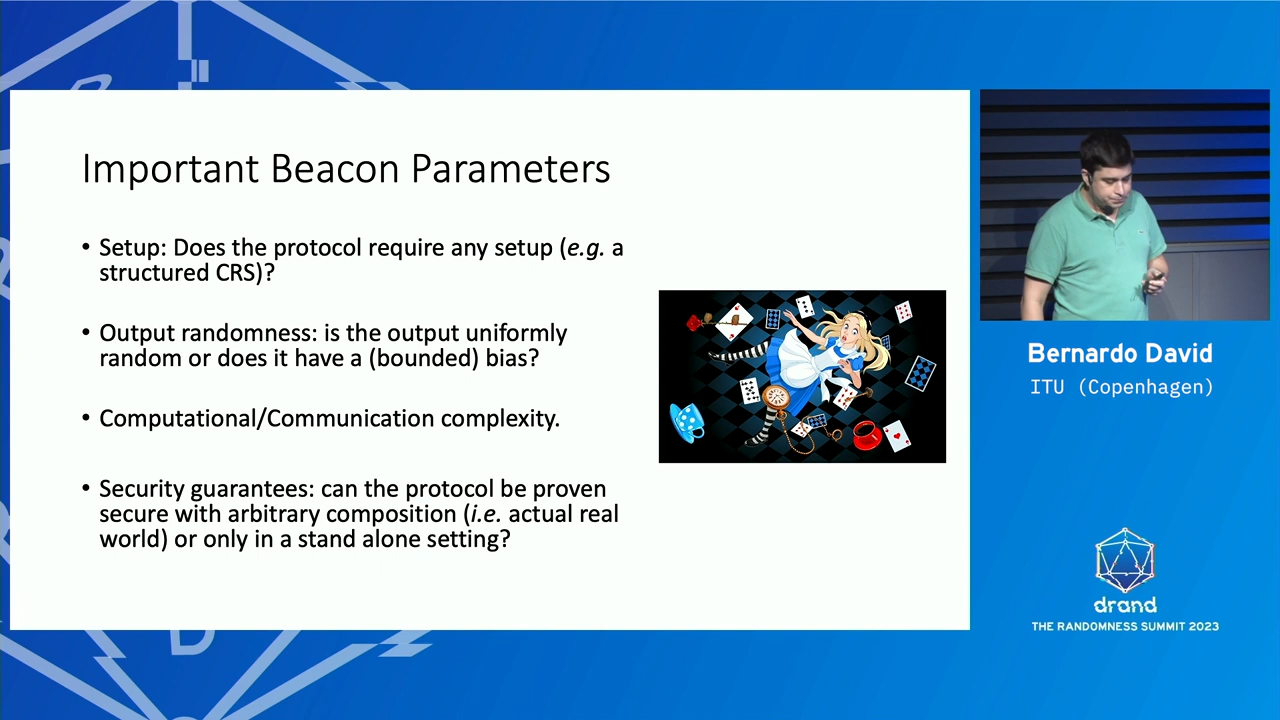 Important Beacon Parameters
• Setup: Does the protocol require any setup (e.g. a
structured CRS)?
• Output randomness: is the output uniformly
random or does it have a (bounded) bias?
• Computational/Communication complexity.
• Security guarantees: can the protocol be proven
secure with arbitrary composition (i.e. actual real
world) or only in a stand alone setting?
Bernardo David
ITU (Copenhagen)
drand
THE RANDOMNESS SUMMIT 2023